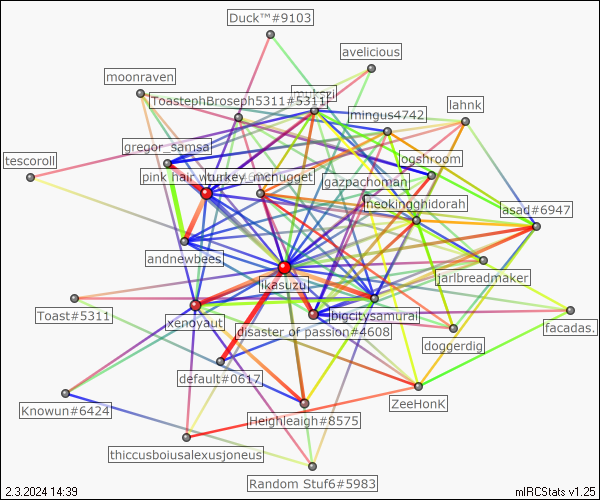 Duck™#9103
avelicious
moonraven
ToastephBroseph5311#5311
mingus4742
lahnk
gregor_samsa
ogshroom
tescoroll
pink hair w
turkey_mcnugget
gazpachoman
neokingghidorah
asad#6947
andnewbees
jarlbreadmaker
ikasuzu
Toast#5311
xenoyaut
bigcitysamurai
disaster of passion#4608
facadas.
doggerdig
default#0617
Knowun#6424
Heighleaigh#8575
ZeeHonK
thiccusboiusalexusjoneus
Random Stuf6#5983
2.3.2024 14:39
mIRCStats v1.25